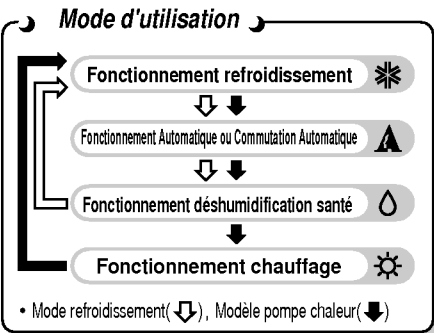 Mode d'utilisation
Fonctionnement refroidissement
Fonctionnement Automatique ou Commutation Automatique
Fonctionnement déshumidification santé
Fonctionnement chauffage
• Mode refroidissement( ), Modèle pompe chaleur( )